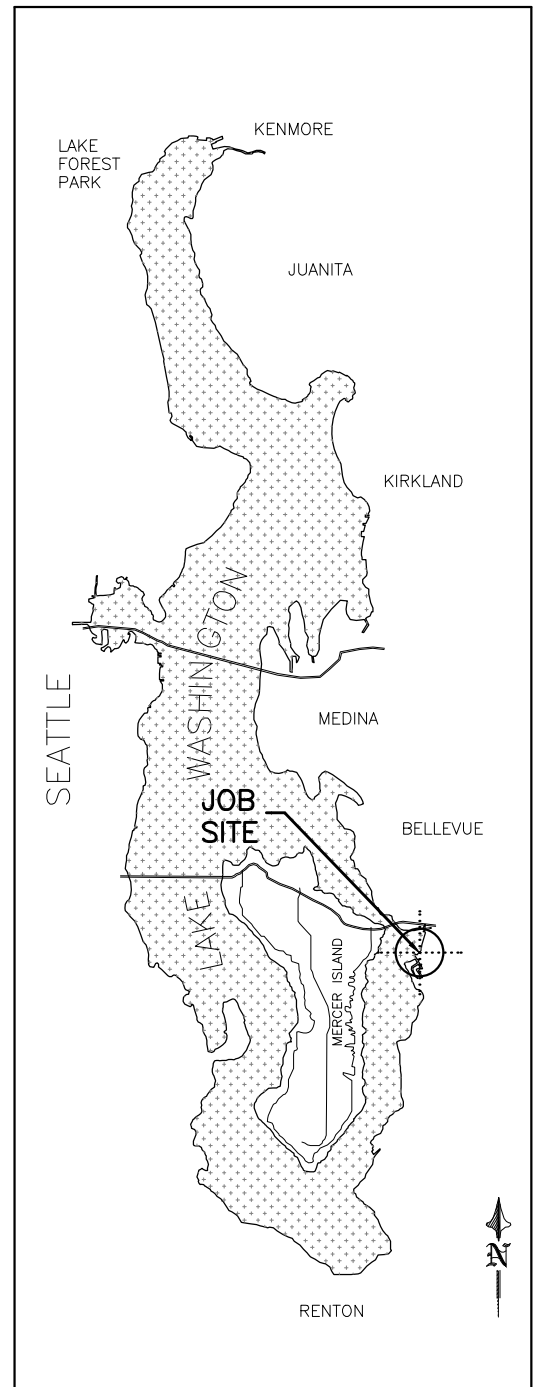 KENMORE
LAKE
FOREST
PARK
JUANITA
KIRKLAND
SEATTLE
LAKE WASHINGTON
MEDINA
JOB
SITE
BELLEVUE
MERCER ISLAND
N
RENTON